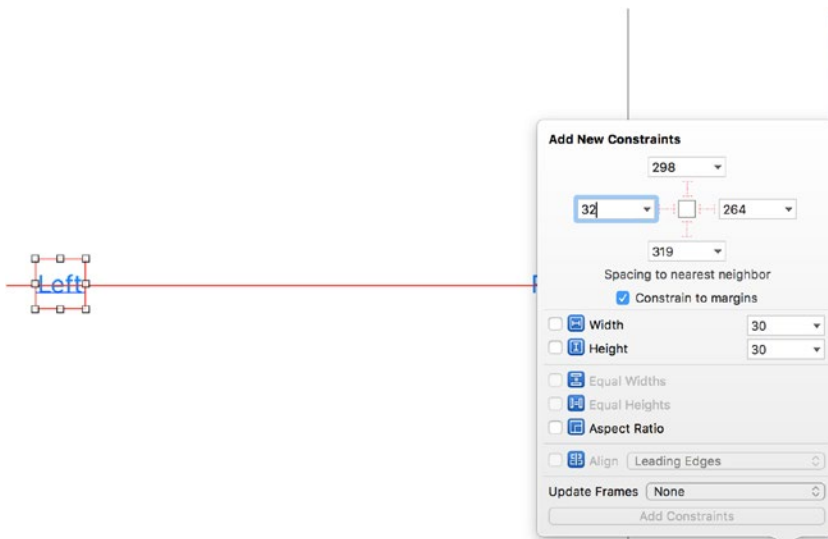 Add New Constraints
298
32
264
319
Spacing to nearest neighbor
Constrain to margins
Left
Width 30
Height 30
Equal Widths
Equal Heights
Aspect Ratio
Align Leading Edges
Update Frames None
Add Constraints